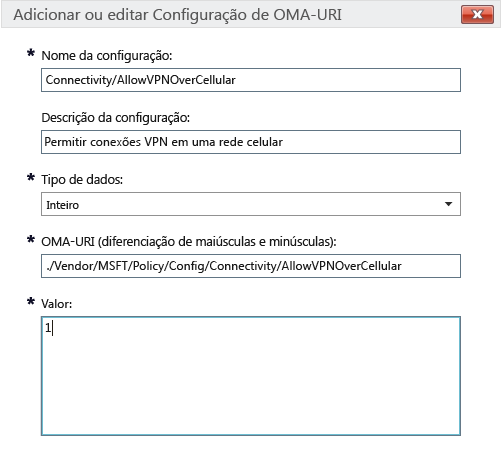 Adicionar ou editar Configuração de OMA-URI
* Nome da configuração:
Connectivity/AllowVPNOverCellular
Descrição da configuração:
Permitir conexões VPN em uma rede celular
* Tipo de dados:
Inteiro
* OMA-URI (diferenciação de maiúsculas e minúsculas):
./Vendor/MSFT/Policy/Config/Connectivity/AllowVPNOverCellular
* Valor:
1